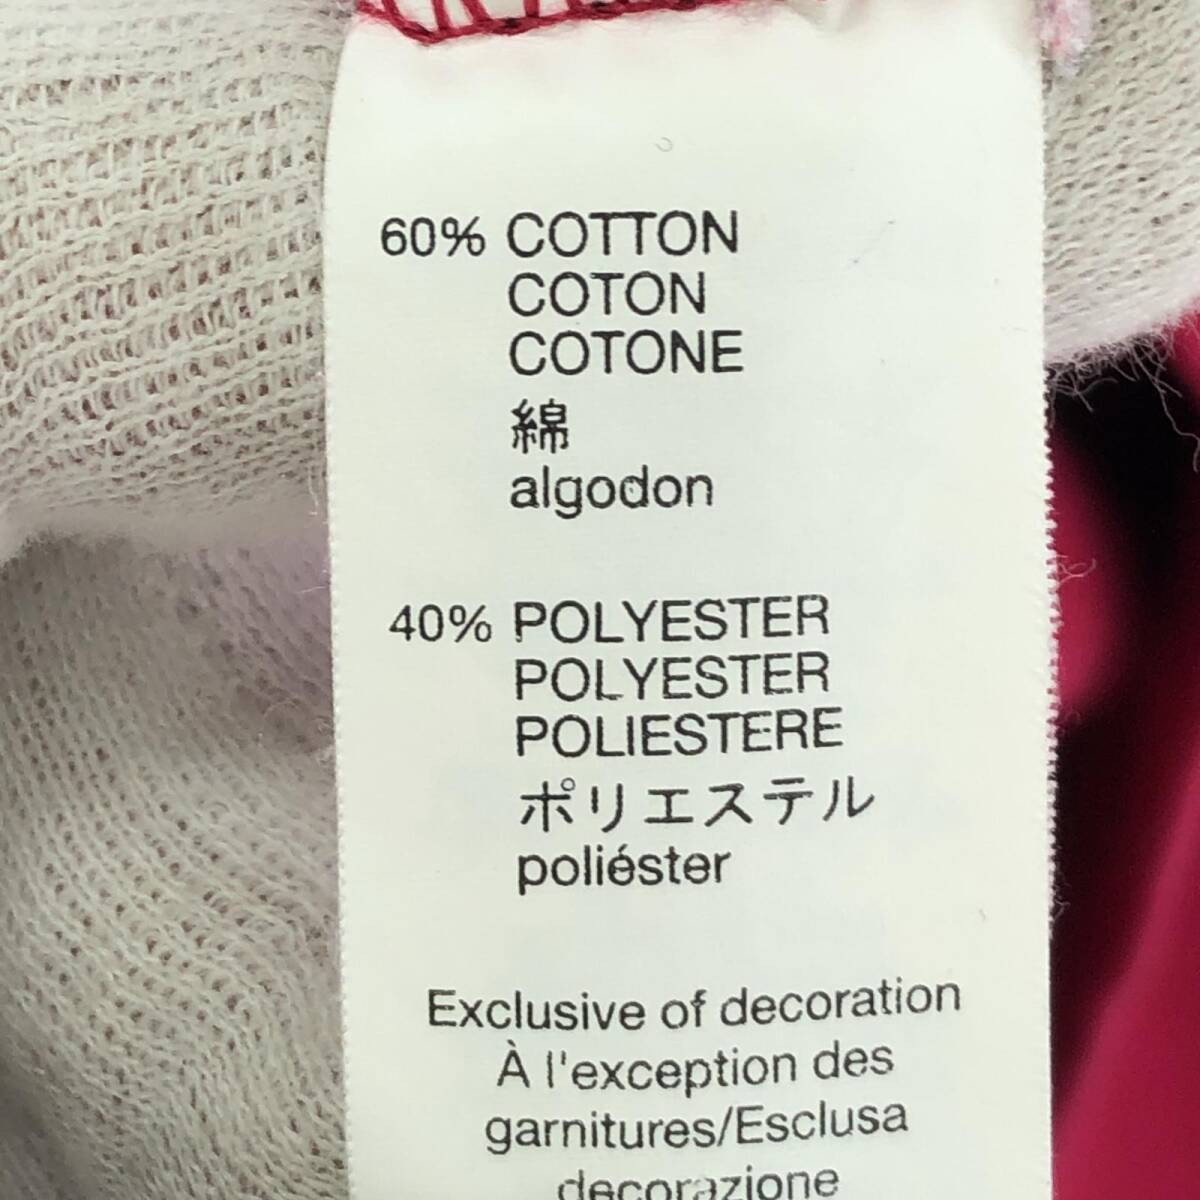 60% COTTON
COTON
COTONE
綿
algodon
40% POLYESTER
POLYESTER
POLIESTERE
ポリエステル
poliéster
Exclusive of decoration
À l'exception des
garnitures/Esclusa
decorazione